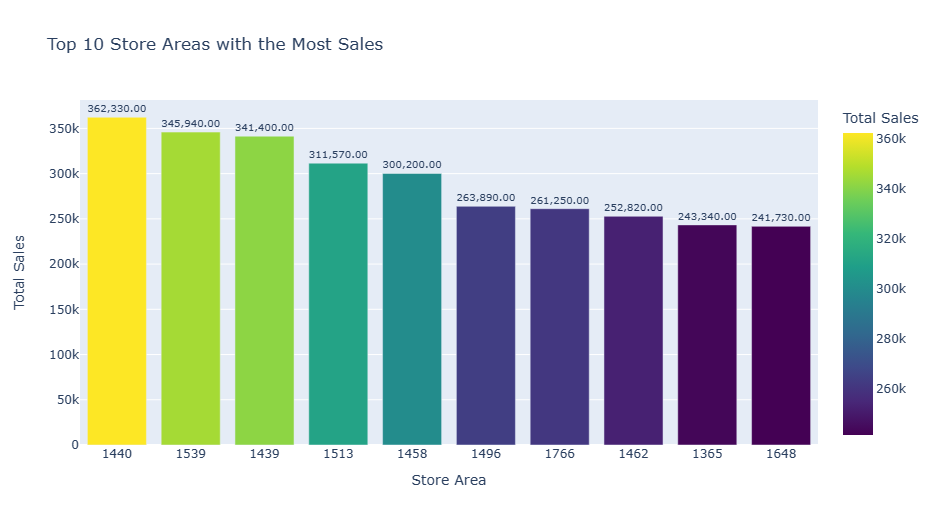 Top 10 Store Areas with the Most Sales
Total Sales
362,330.00
345,940.00
341,400.00
311,570.00
300,200.00
263,890.00
261,250.00
252,820.00
243,340.00
241,730.00
350k
300k
250k
200k
150k
100k
50k
0
Total Sales
1440 1539 1439 1513 1458 1496 1766 1462 1365 1648
Store Area
360k
340k
320k
300k
280k
260k